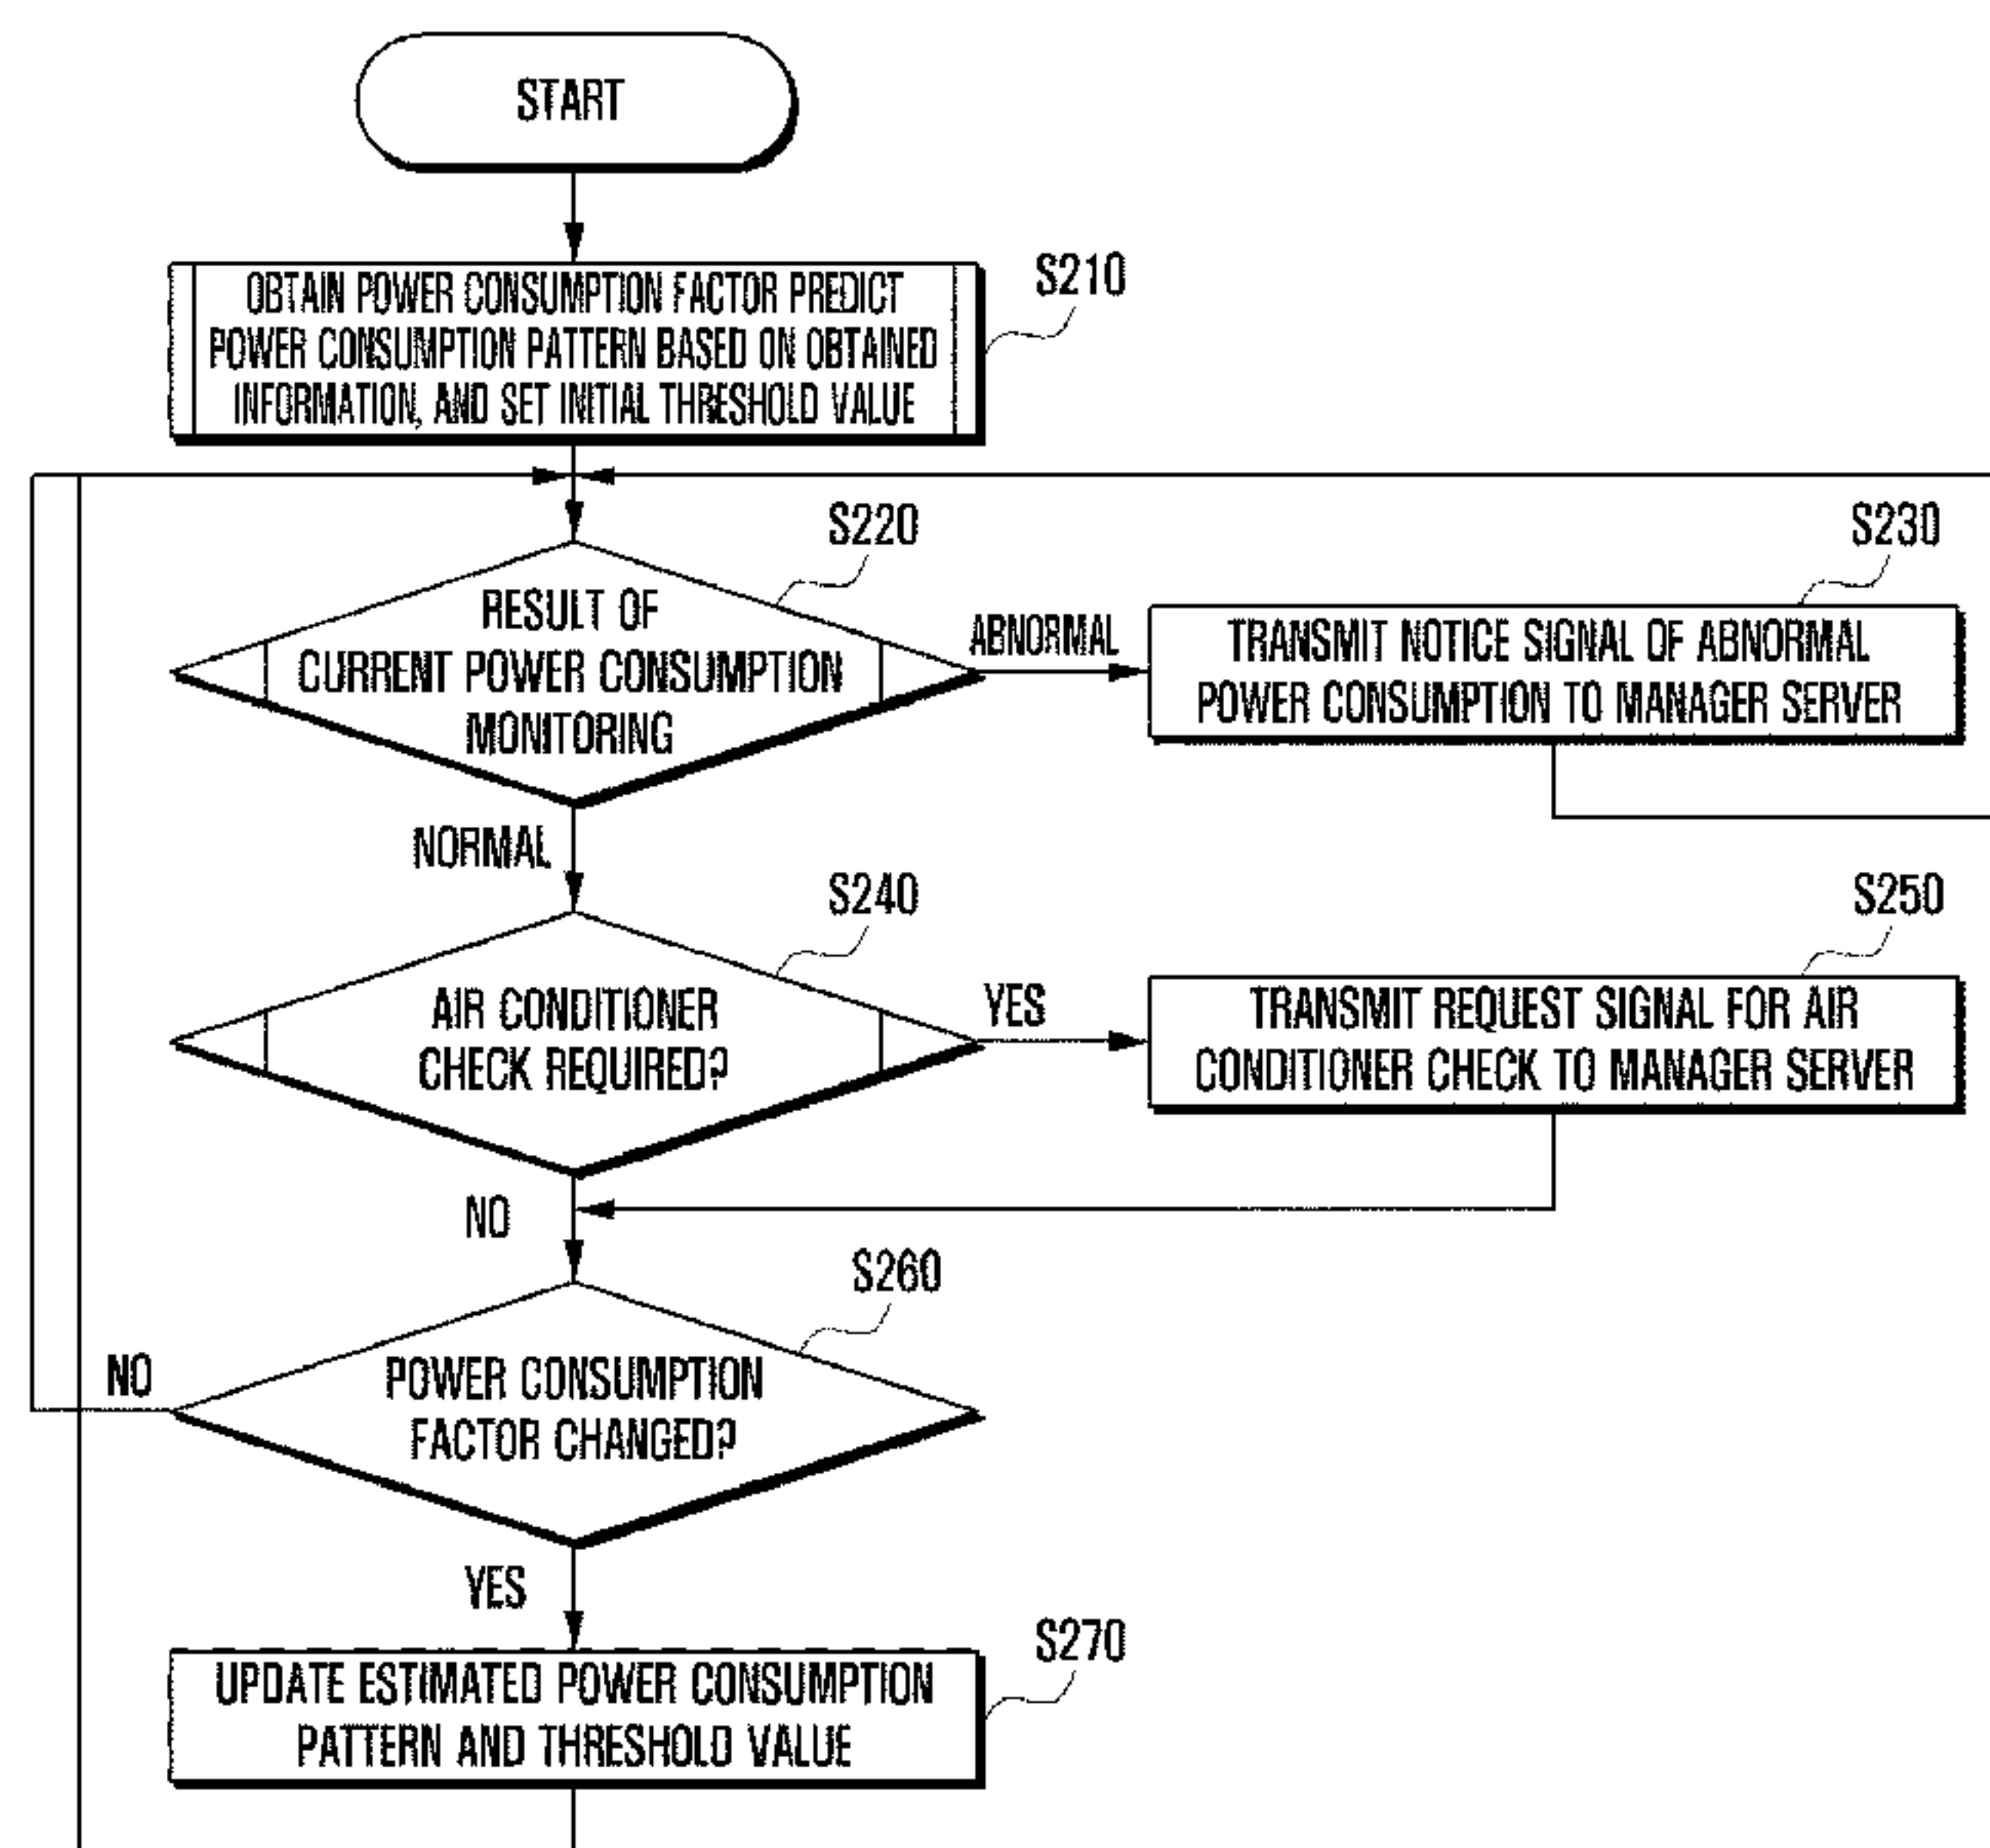 START
OBTAIN POWER CONSUMPTION FACTOR PREDICT
POWER CONSUMPTION PATTERN BASED ON OBTAINED
INFORMATION, AND SET INITIAL THRESHOLD VALUE
S210
S220
RESULT OF
CURRENT POWER CONSUMPTION
MONITORING
ABNORMAL
S230
TRANSMIT NOTICE SIGNAL OF ABNORMAL
POWER CONSUMPTION TO MANAGER SERVER
NORMAL
S240
AIR CONDITIONER
CHECK REQUIRED?
YES
S250
TRANSMIT REQUEST SIGNAL FOR AIR
CONDITIONER CHECK TO MANAGER SERVER
NO
S260
POWER CONSUMPTION
FACTOR CHANGED?
NO
YES
S270
UPDATE ESTIMATED POWER CONSUMPTION
PATTERN AND THRESHOLD VALUE